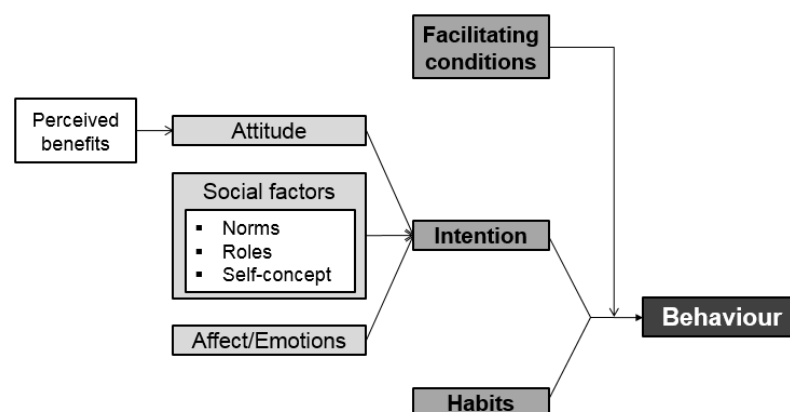 Facilitating
conditions
Perceived
benefits
Attitude
Social factors
▪ Norms
▪ Roles
▪ Self-concept
Intention
Affect/Emotions
Behaviour
Habits